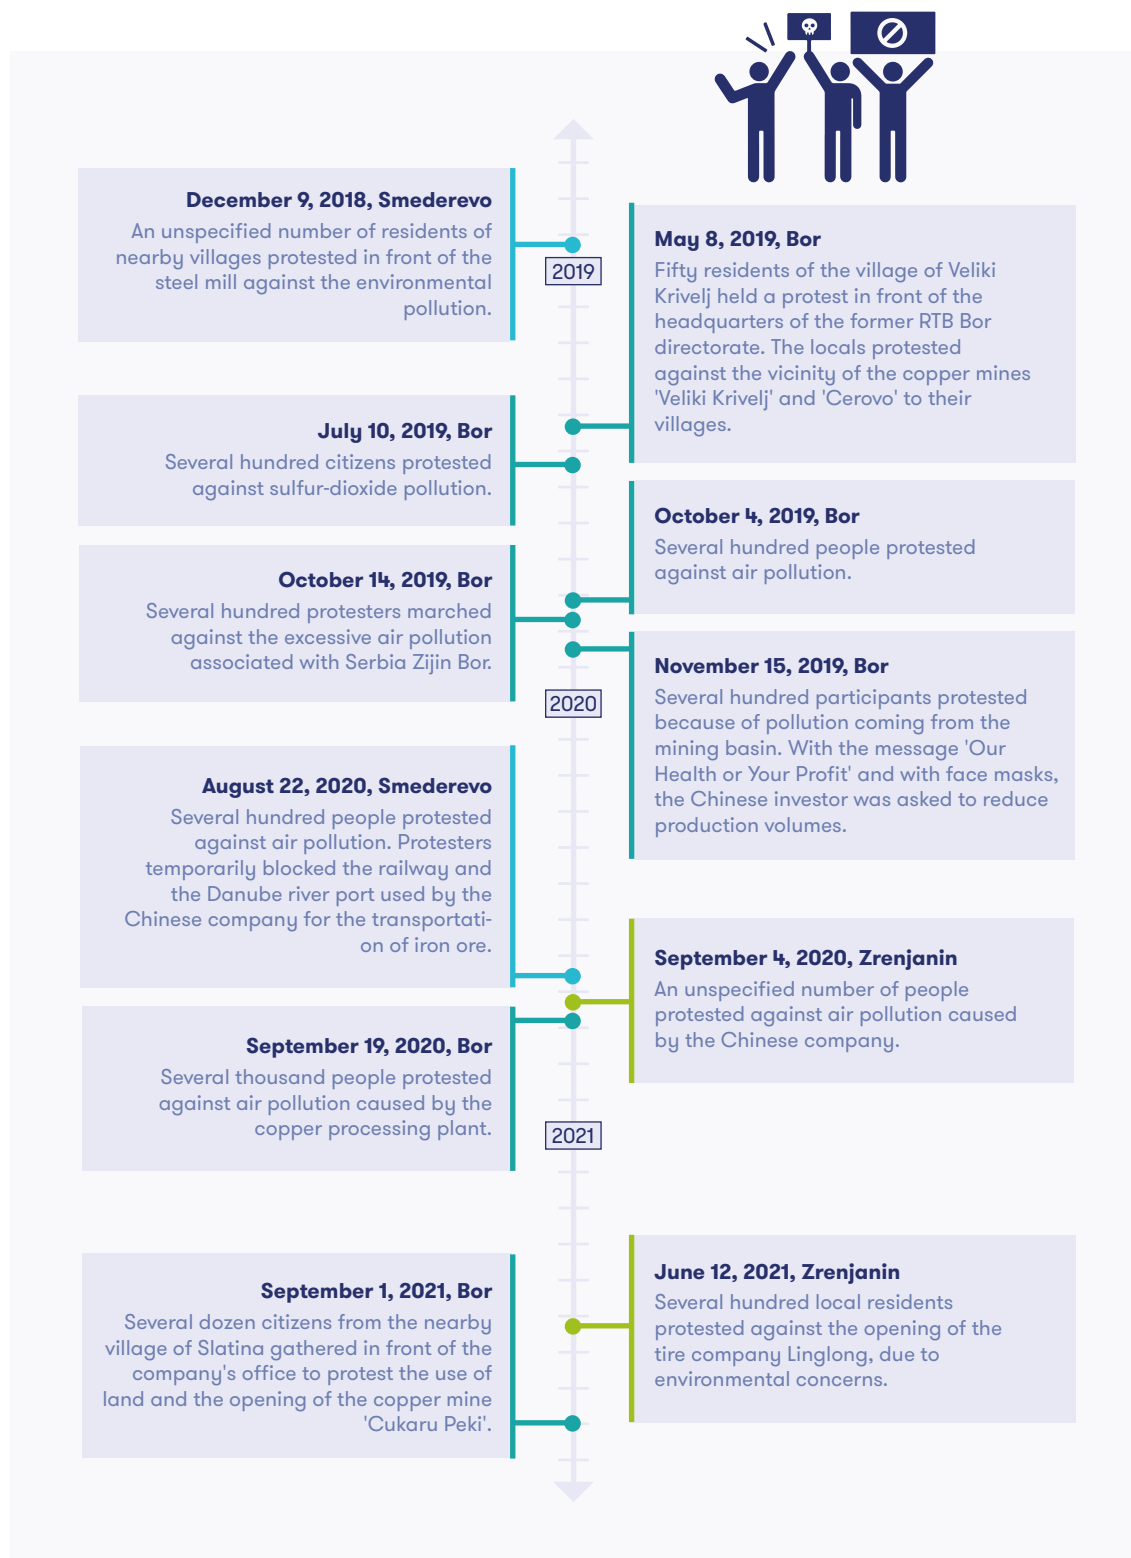 December 9, 2018, Smederevo
An unspecified number of residents of
nearby villages protested in front of the
steel mill against the environmental
pollution.
2019
May 8, 2019, Bor
Fifty residents of the village of Veliki
Krivelj held a protest in front of the
headquarters of the former RTB Bor
directorate. The locals protested
against the vicinity of the copper mines
'Veliki Krivelj' and 'Cerovo' to their
villages.
July 10, 2019, Bor
Several hundred citizens protested
against sulfur-dioxide pollution.
October 4, 2019, Bor
Several hundred people protested
against air pollution.
October 14, 2019, Bor
Several hundred protesters marched
against the excessive air pollution
associated with Serbia Zijin Bor.
November 15, 2019, Bor
Several hundred participants protested
because of pollution coming from the
mining basin. With the message 'Our
Health or Your Profit' and with face masks,
the Chinese investor was asked to reduce
production volumes.
2020
August 22, 2020, Smederevo
Several hundred people protested
against air pollution. Protesters
temporarily blocked the railway and
the Danube river port used by the
Chinese company for the transportati-
on of iron ore.
September 4, 2020, Zrenjanin
An unspecified number of people
protested against air pollution caused
by the Chinese company.
September 19, 2020, Bor
Several thousand people protested
against air pollution caused by the
copper processing plant.
2021
June 12, 2021, Zrenjanin
Several hundred local residents
protested against the opening of the
tire company Linglong, due to
environmental concerns.
September 1, 2021, Bor
Several dozen citizens from the nearby
village of Slatina gathered in front of the
company's office to protest the use of
land and the opening of the copper mine
'Cukaru Peki'.